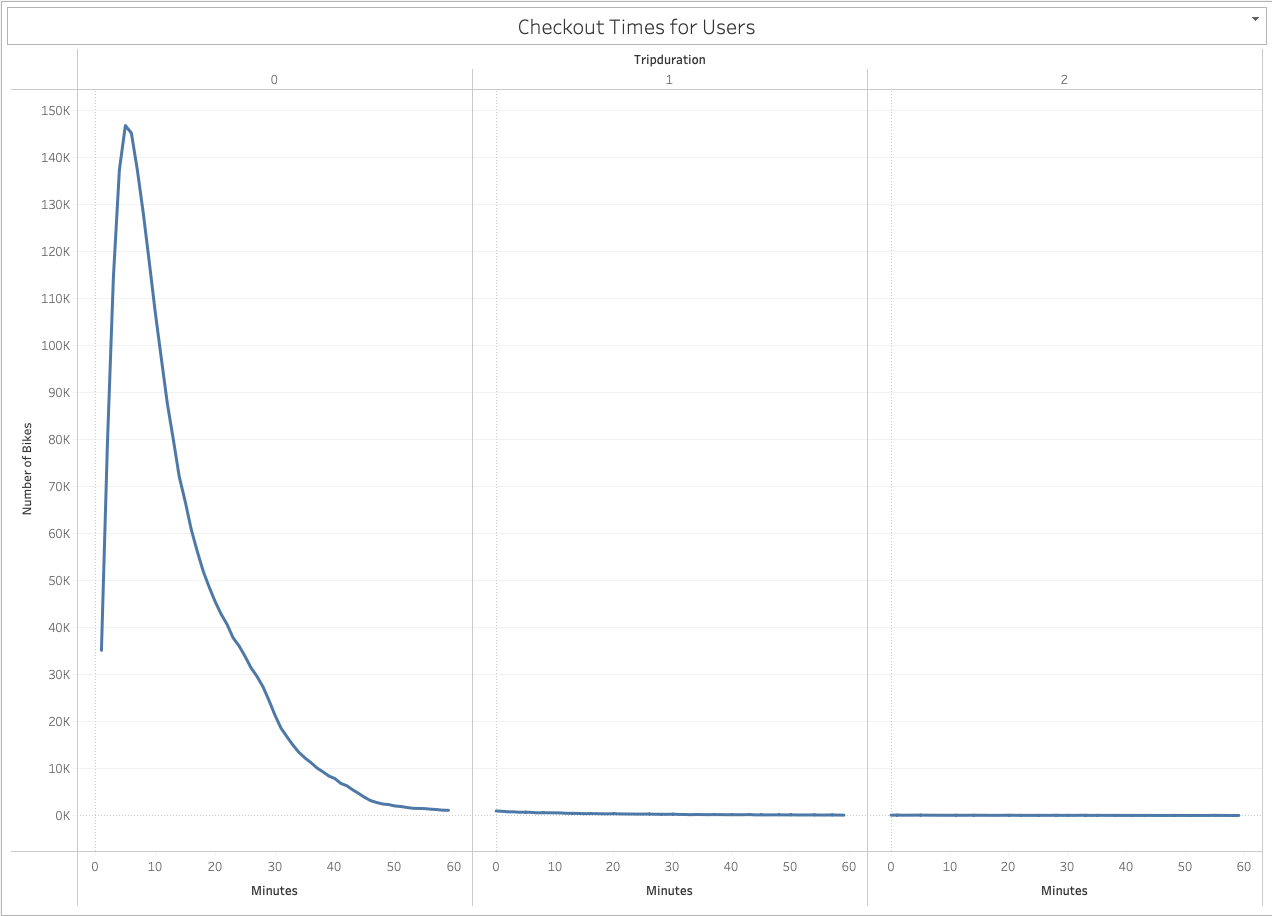 Checkout Times for Users
Tripduration
0 1 2
150K
140K
130K
120K
110K
100K
90K
80K
70K
60K
50K
40K
30K
20K
10K
0K
Number of Bikes
0 10 20 30 40 50 60 0 10 20 30 40 50 60 0 10 20 30 40 50 60
Minutes Minutes Minutes